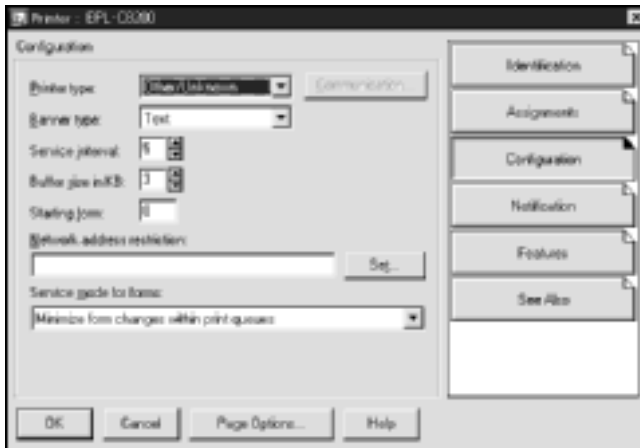 Printer : EPL-C8200
Configuration
Printer type: Other/Unknown Communication...
Banner type: Text
Service interval: 5
Buffer size in KB: 3
Starting form: 0
Network address restriction:
Set...
Service mode for forms:
Minimize form changes within print queues
OK Cancel Page Options... Help
Identification
Assignments
Configuration
Notification
Features
See Also